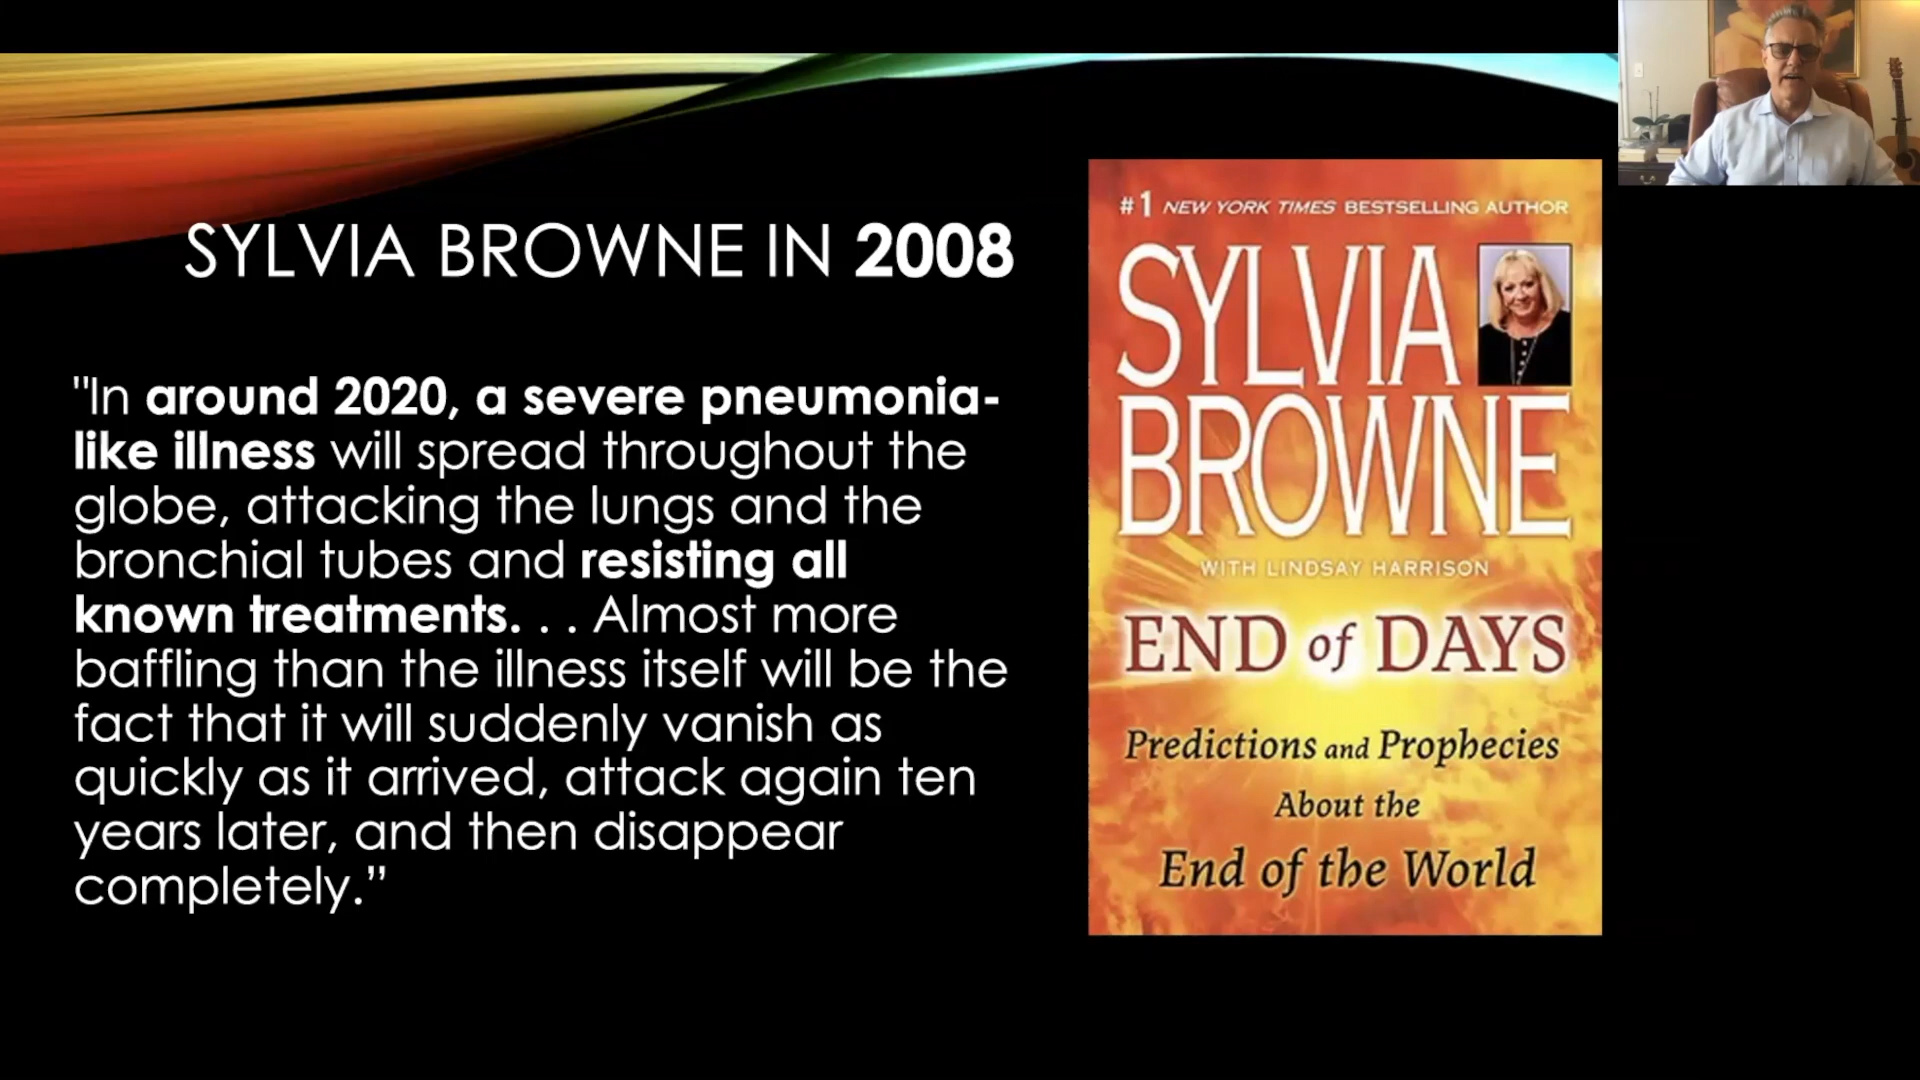 SYLVIA BROWNE IN 2008
"In around 2020, a severe pneumonia-
like illness will spread throughout the
globe, attacking the lungs and the
bronchial tubes and resisting all
known treatments. . . Almost more
baffling than the illness itself will be the
fact that it will suddenly vanish as
quickly as it arrived, attack again ten
years later, and then disappear
completely.”
#1 NEW YORK TIMES BESTSELLING AUTHOR
SYLVIA
BROWNE
WITH LINDSAY HARRISON
END of DAYS
Predictions and Prophecies
About the
End of the World